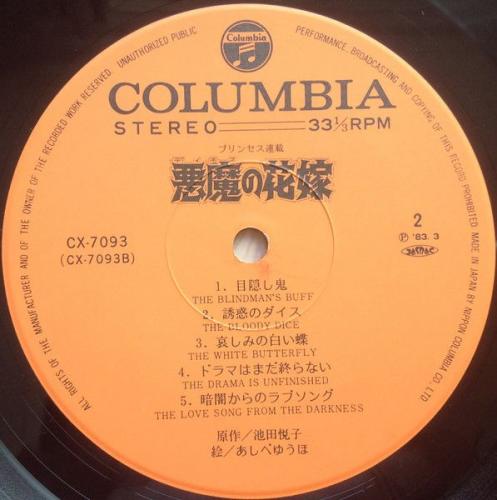 ALL RIGHTS OF THE MANUFACTURER AND OF THE OWNER OF THE RECORDED WORK RESERVED. UNAUTHORIZED PUBLIC PERFORMANCE, BROADCASTING AND COPYING OF THIS RECORD PROHIBITED. MADE IN JAPAN BY NIPPON COLUMBIA CO. LTD
Columbia
COLUMBIA
STEREO 33 1/3 RPM
プリンセス連載
デイモス
悪魔の花嫁
CX-7093
(CX-7093B)
2
Ⓟ '83. 3
1. 目隠し鬼
THE BLINDMAN'S BUFF
2. 誘惑のダイス
THE BLOODY DICE
3. 哀しみの白い蝶
THE WHITE BUTTERFLY
4. ドラマはまだ終らない
THE DRAMA IS UNFINISHED
5. 暗闇からのラブソング
THE LOVE SONG FROM THE DARKNESS
原作／池田悦子
絵／あしべゆうほ